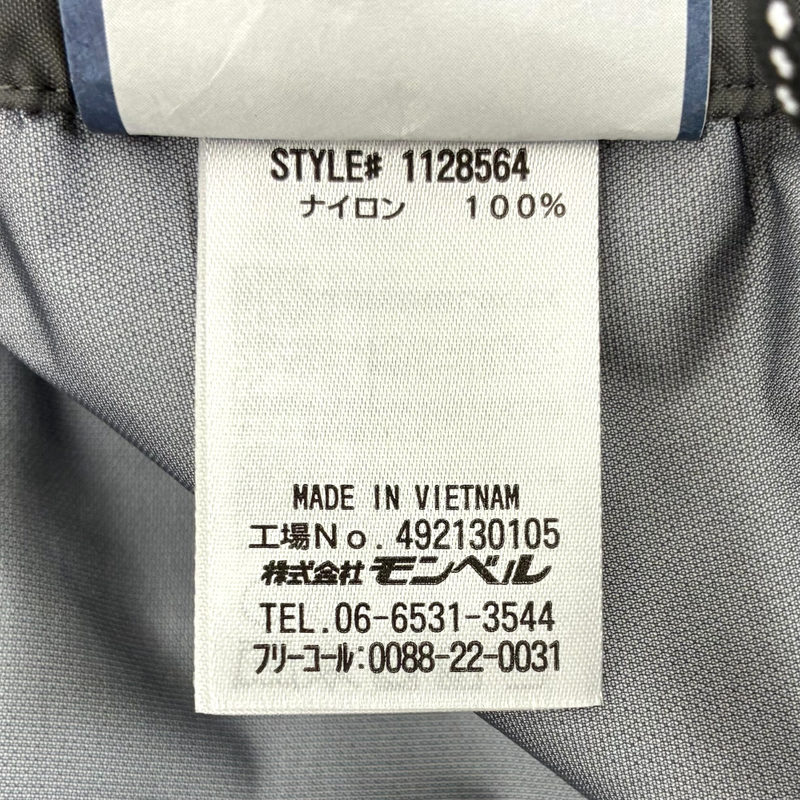 STYLE# 1128564
ナイロン 100%
MADE IN VIETNAM
工場No. 492130105
株式会社モンベル
TEL.06-6531-3544
フリーコール:0088-22-0031